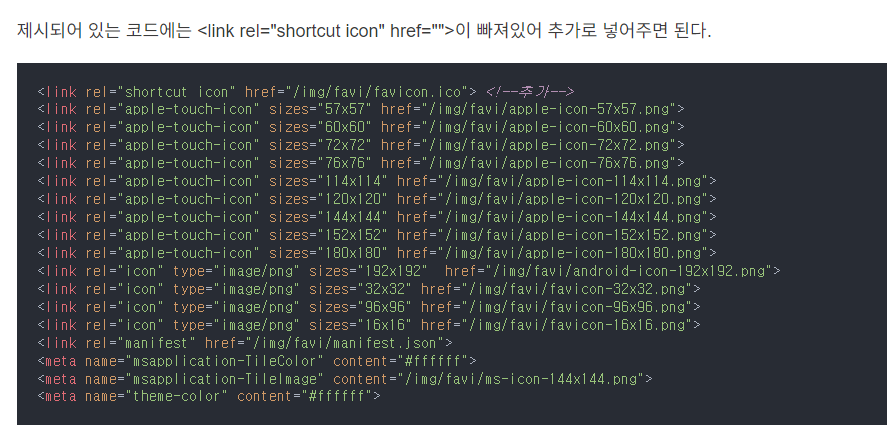 제시되어 있는 코드에는 <link rel="shortcut icon" href="">이 빠져있어 추가로 넣어주면 된다.
<link rel="shortcut icon" href="/img/favi/favicon.ico"> <!--추가-->
<link rel="apple-touch-icon" sizes="57x57" href="/img/favi/apple-icon-57x57.png">
<link rel="apple-touch-icon" sizes="60x60" href="/img/favi/apple-icon-60x60.png">
<link rel="apple-touch-icon" sizes="72x72" href="/img/favi/apple-icon-72x72.png">
<link rel="apple-touch-icon" sizes="76x76" href="/img/favi/apple-icon-76x76.png">
<link rel="apple-touch-icon" sizes="114x114" href="/img/favi/apple-icon-114x114.png">
<link rel="apple-touch-icon" sizes="120x120" href="/img/favi/apple-icon-120x120.png">
<link rel="apple-touch-icon" sizes="144x144" href="/img/favi/apple-icon-144x144.png">
<link rel="apple-touch-icon" sizes="152x152" href="/img/favi/apple-icon-152x152.png">
<link rel="apple-touch-icon" sizes="180x180" href="/img/favi/apple-icon-180x180.png">
<link rel="icon" type="image/png" sizes="192x192"  href="/img/favi/android-icon-192x192.png">
<link rel="icon" type="image/png" sizes="32x32" href="/img/favi/favicon-32x32.png">
<link rel="icon" type="image/png" sizes="96x96" href="/img/favi/favicon-96x96.png">
<link rel="icon" type="image/png" sizes="16x16" href="/img/favi/favicon-16x16.png">
<link rel="manifest" href="/img/favi/manifest.json">
<meta name="msapplication-TileColor" content="#ffffff">
<meta name="msapplication-TileImage" content="/img/favi/ms-icon-144x144.png">
<meta name="theme-color" content="#ffffff">